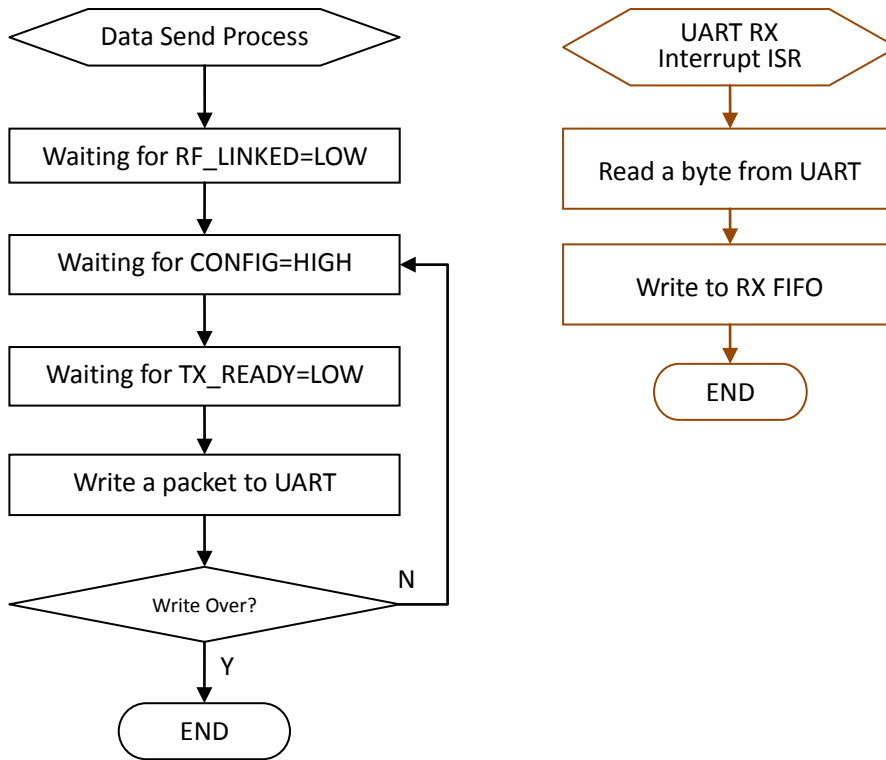 Data Send Process
Waiting for RF_LINKED=LOW
Waiting for CONFIG=HIGH
Waiting for TX_READY=LOW
Write a packet to UART
Write Over?
N
Y
END
UART RX
Interrupt ISR
Read a byte from UART
Write to RX FIFO
END